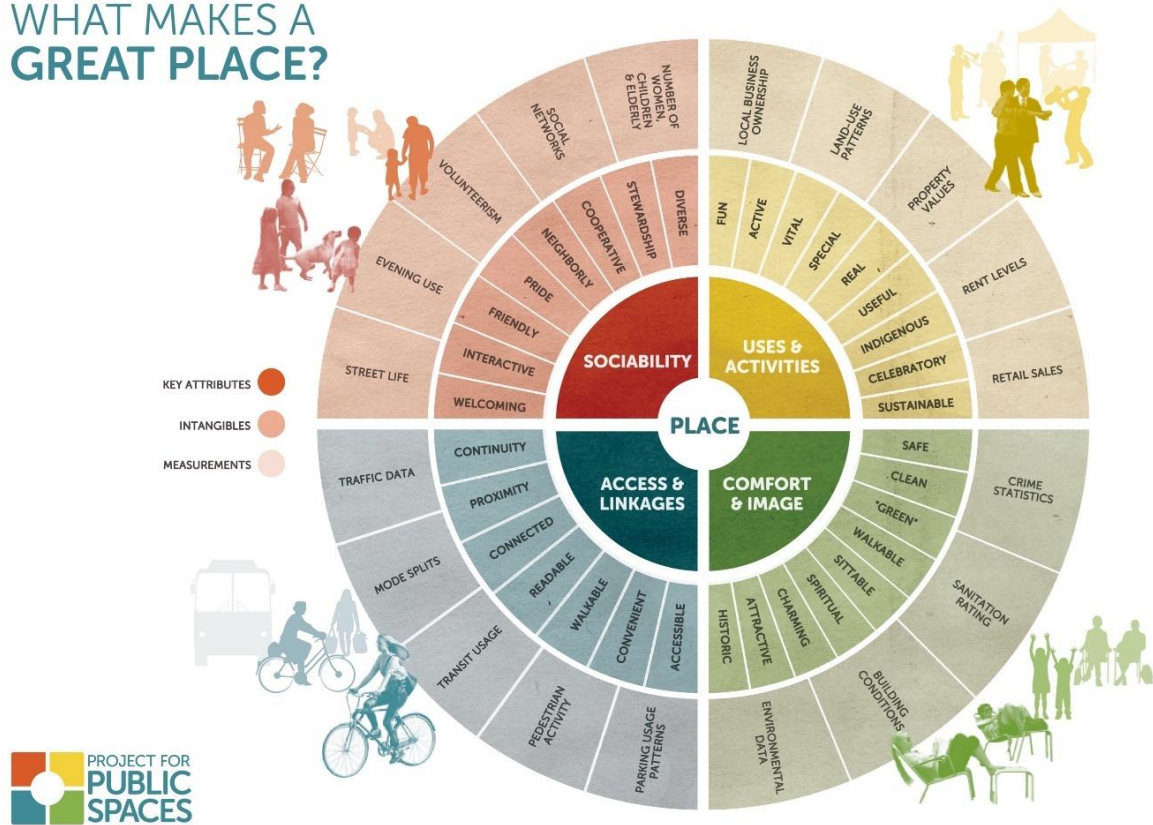 WHAT MAKES A
GREAT PLACE?
KEY ATTRIBUTES
INTANGIBLES
MEASUREMENTS
PLACE
SOCIABILITY
USES &
ACTIVITIES
ACCESS &
LINKAGES
COMFORT
& IMAGE
WELCOMING
INTERACTIVE
FRIENDLY
PRIDE
NEIGHBORLY
COOPERATIVE
STEWARDSHIP
DIVERSE
FUN
ACTIVE
VITAL
SPECIAL
REAL
USEFUL
INDIGENOUS
CELEBRATORY
SUSTAINABLE
SAFE
CLEAN
"GREEN"
WALKABLE
SITTABLE
SPIRITUAL
CHARMING
ATTRACTIVE
HISTORIC
ACCESSIBLE
CONVENIENT
WALKABLE
READABLE
CONNECTED
PROXIMITY
CONTINUITY
STREET LIFE
EVENING USE
VOLUNTEERISM
SOCIAL
NETWORKS
NUMBER OF
WOMEN,
CHILDREN
& ELDERLY
LOCAL BUSINESS
OWNERSHIP
LAND-USE
PATTERNS
PROPERTY
VALUES
RENT LEVELS
RETAIL SALES
CRIME
STATISTICS
SANITATION
RATING
BUILDING
CONDITIONS
ENVIRONMENTAL
DATA
PARKING USAGE
PATTERNS
PEDESTRIAN
ACTIVITY
TRANSIT USAGE
MODE SPLITS
TRAFFIC DATA
PROJECT FOR
PUBLIC
SPACES